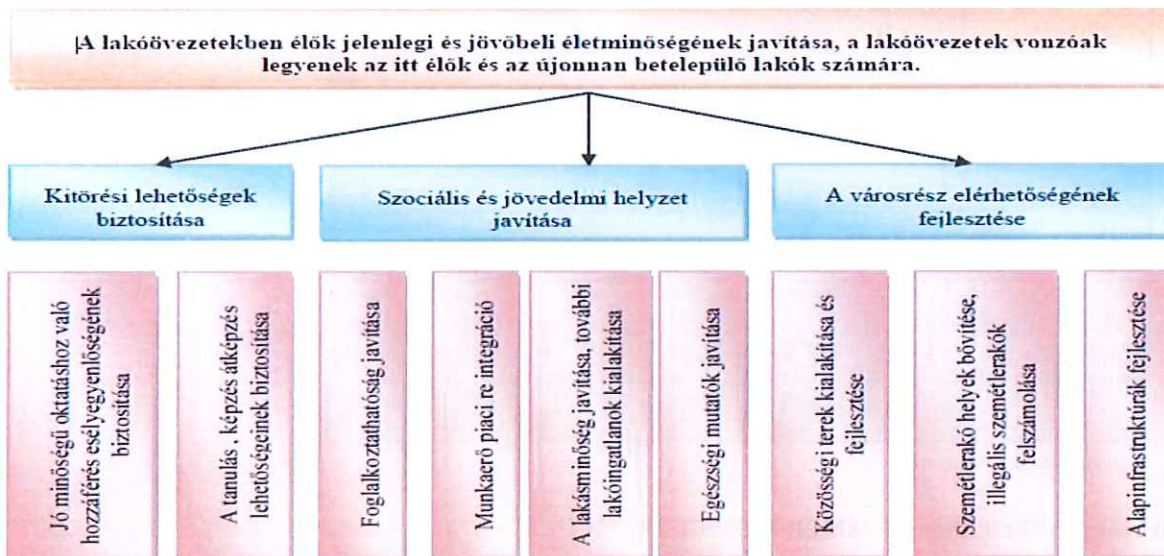 A lakóövezetekben élők jelenlegi és jövőbeli életminőségének javítása, a lakóövezetek vonzóak
legyenek az itt élők és az újonnan betelepülő lakók számára.
Kitörési lehetőségek
biztosítása
Szociális és jövedelmi helyzet
javítása
A városrész elérhetőségének
fejlesztése
Jó minőségű oktatáshoz való
hozzáférés esélyegyenlőségének
biztosítása
A tanulás , képzés átképzés
lehetőségeinek biztosítása
Foglalkoztathatóság javítása
Munkaerő piaci re integráció
A lakásminőség javítása, további
lakóingatlanok kialakítása
Egészségi mutatók javítása
Közösségi terek kialakítása és
fejlesztése
Szemétlerakó helyek bővítése,
illegális szemétlerakók
felszámolása
Alapinfrastruktúrák fejlesztése